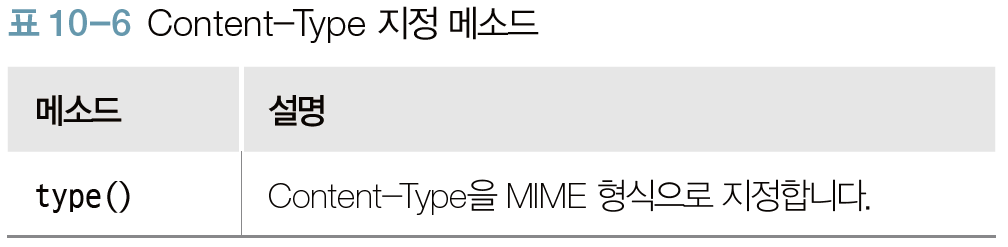 표 10-6 Content-Type 지정 메소드
메소드 설명
type() Content-Type을 MIME 형식으로 지정합니다.